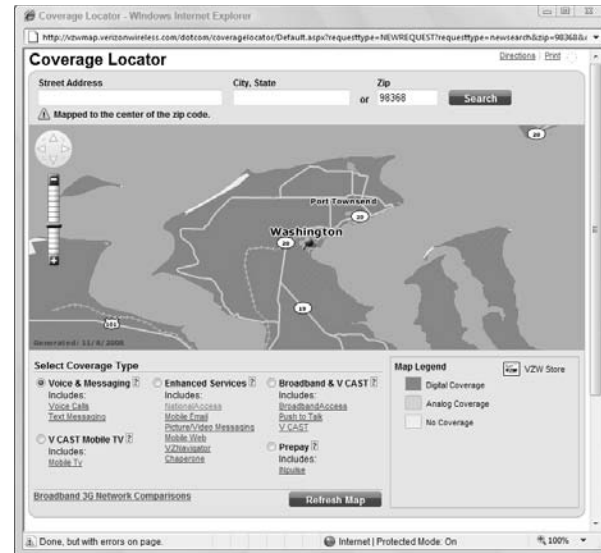 Coverage Locator - Windows Internet Explorer
http://vzwmap.verizonwireless.com/dotcom/coveragelocator/Default.aspx?requesttype=NEWREQUEST?requesttype=newsearch&zip=98368&
Coverage Locator
Directions | Print
Street Address City, State Zip
or 98368 Search
Mapped to the center of the zip code.
20
Port Townsend
20
Washington
20
19
101
Generated: 11/8/2008
Select Coverage Type
Voice & Messaging ?
Includes:
Voice Calls
Text Messaging
V CAST Mobile TV ?
Includes:
Mobile Tv
Enhanced Services ?
Includes:
NationalAccess
Mobile Email
Picture/Video Messaging
Mobile Web
VZNavigator
Chaperone
Broadband & V CAST ?
Includes:
BroadbandAccess
Push to Talk
V CAST
Prepay ?
Includes:
INpulse
Map Legend
VZW Store
Digital Coverage
Analog Coverage
No Coverage
Broadband 3G Network Comparisons
Refresh Map
Done, but with errors on page.
Internet | Protected Mode: On
100%